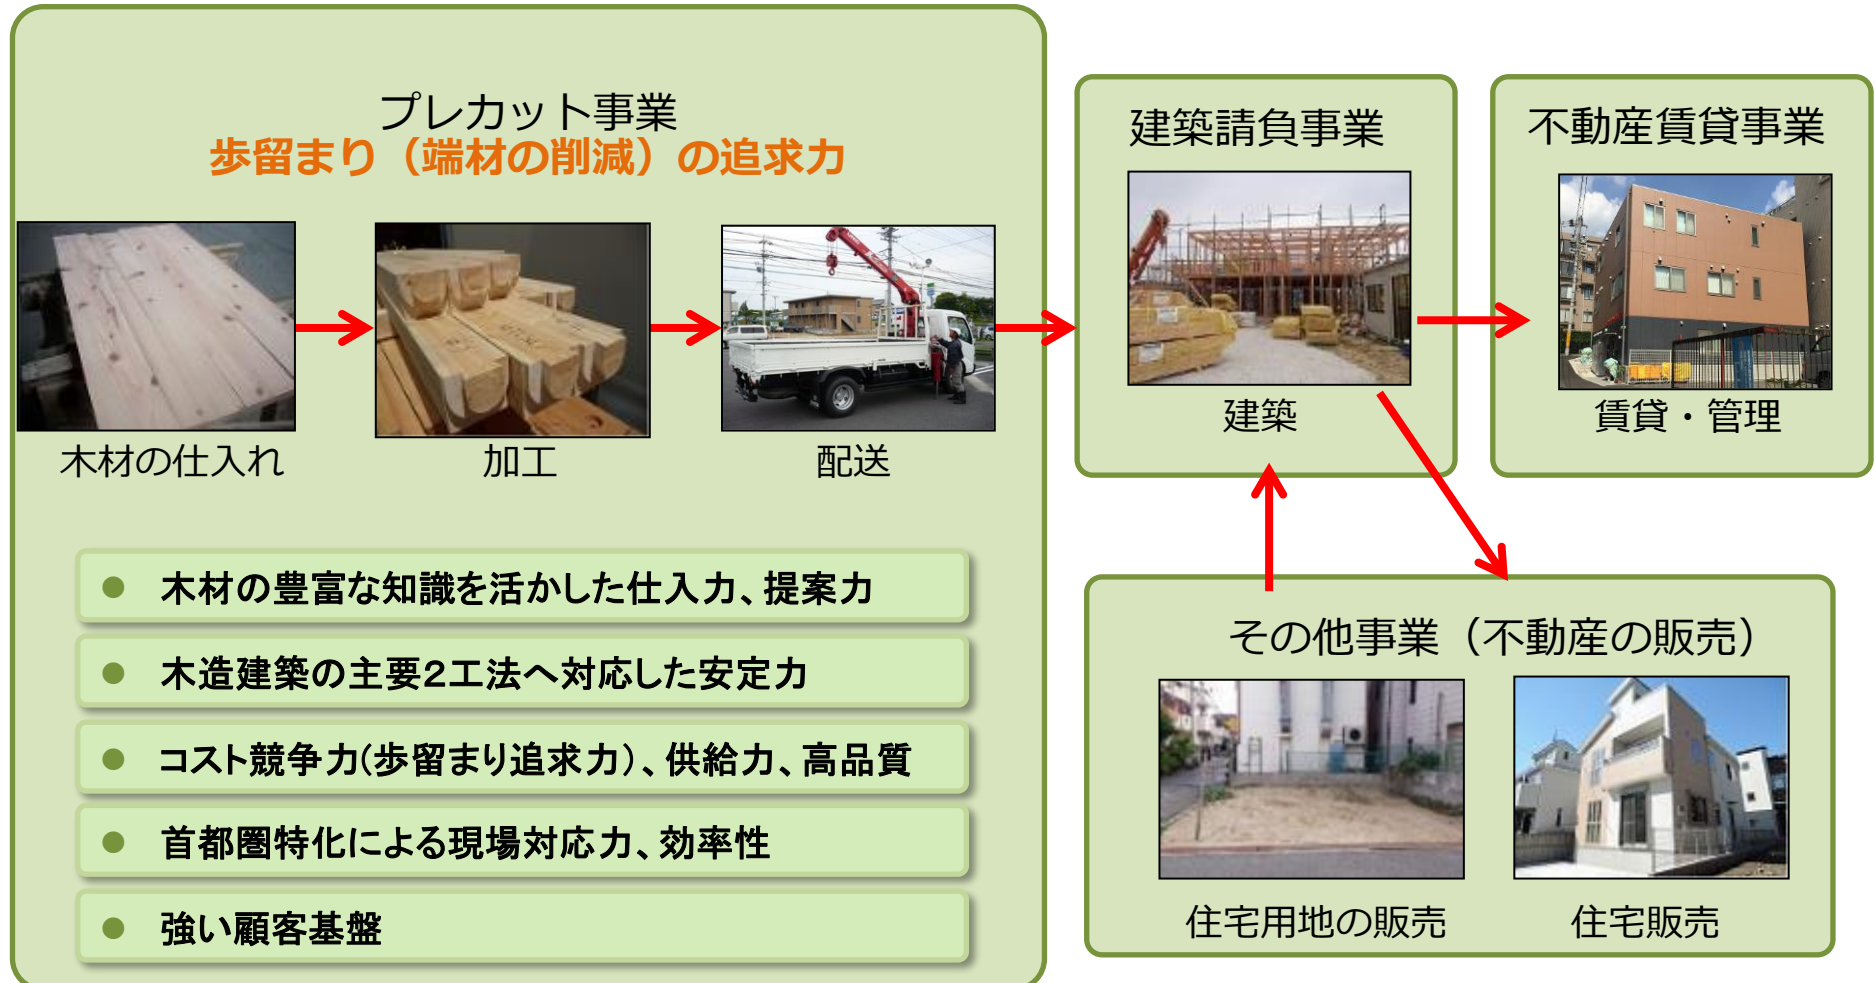 プレカット事業
歩留まり（端材の削減）の追求力
木材の仕入れ
加工
配送
木材の豊富な知識を活かした仕入力、提案力
木造建築の主要2工法へ対応した安定力
コスト競争力(歩留まり追求力)、供給力、高品質
首都圏特化による現場対応力、効率性
強い顧客基盤
建築請負事業
建築
不動産賃貸事業
賃貸・管理
その他事業（不動産の販売）
住宅用地の販売
住宅販売